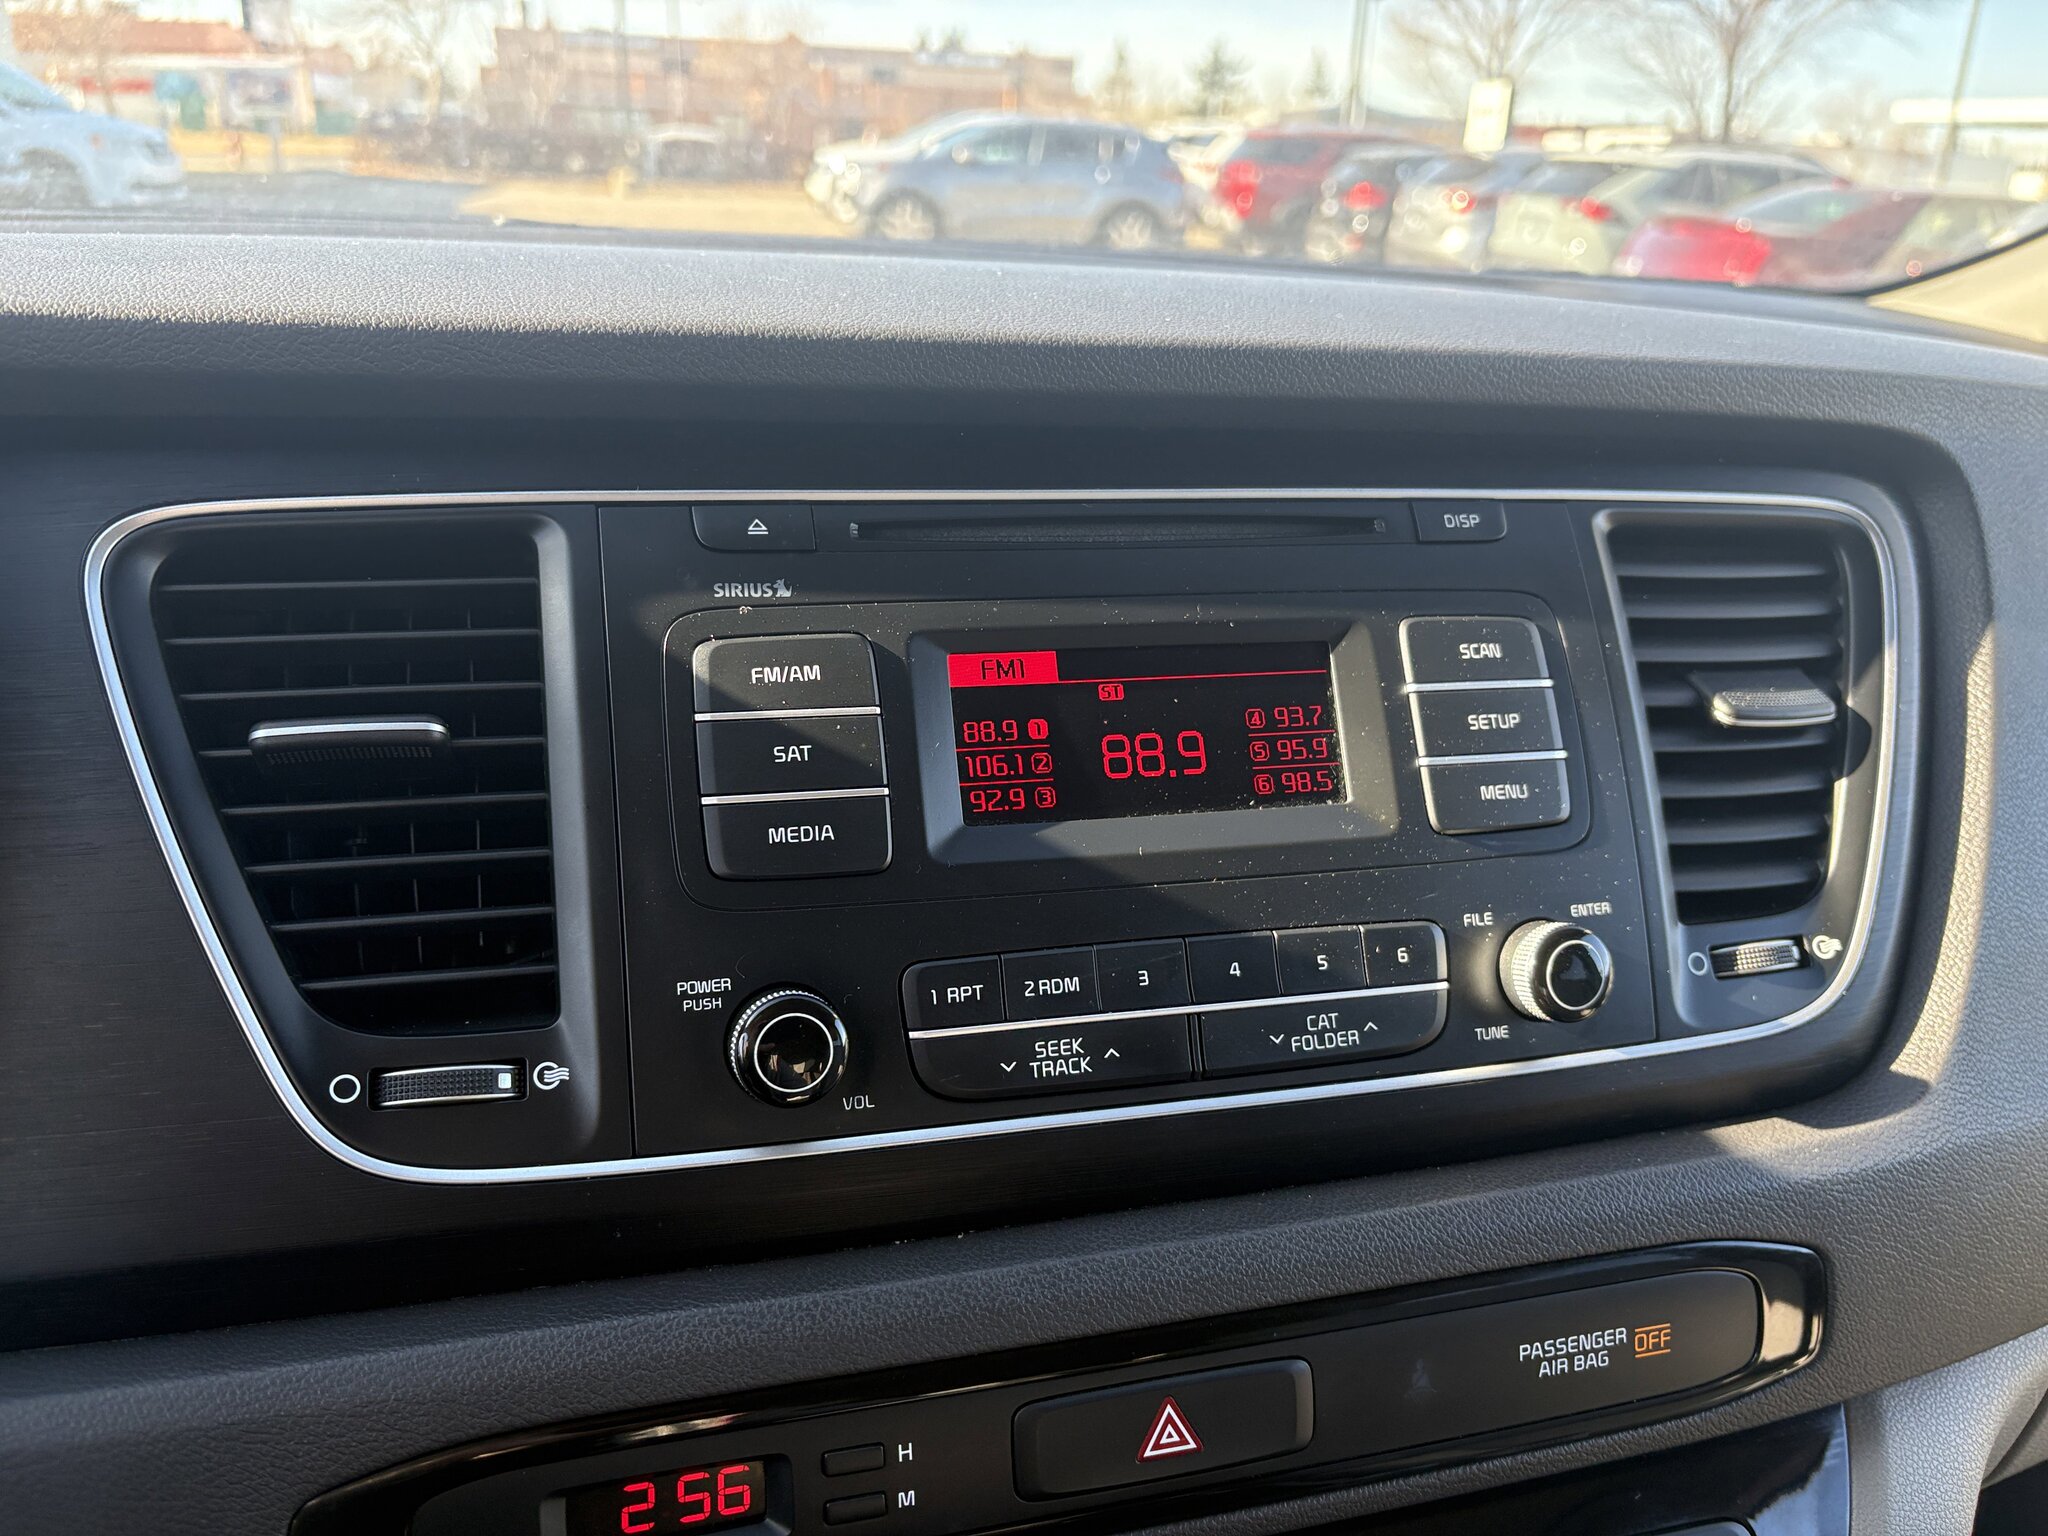 DISP
SIRIUS
FM/AM
SAT
MEDIA
FM1
ST
88.9 1
106.1 2
92.9 3
88.9
4 93.7
5 95.9
6 98.5
SCAN
SETUP
MENU
POWER
PUSH
VOL
1 RPT
2 RDM
3
4
5
6
SEEK
TRACK
CAT
FOLDER
FILE
ENTER
TUNE
PASSENGER
AIR BAG
OFF
2:56
H
M